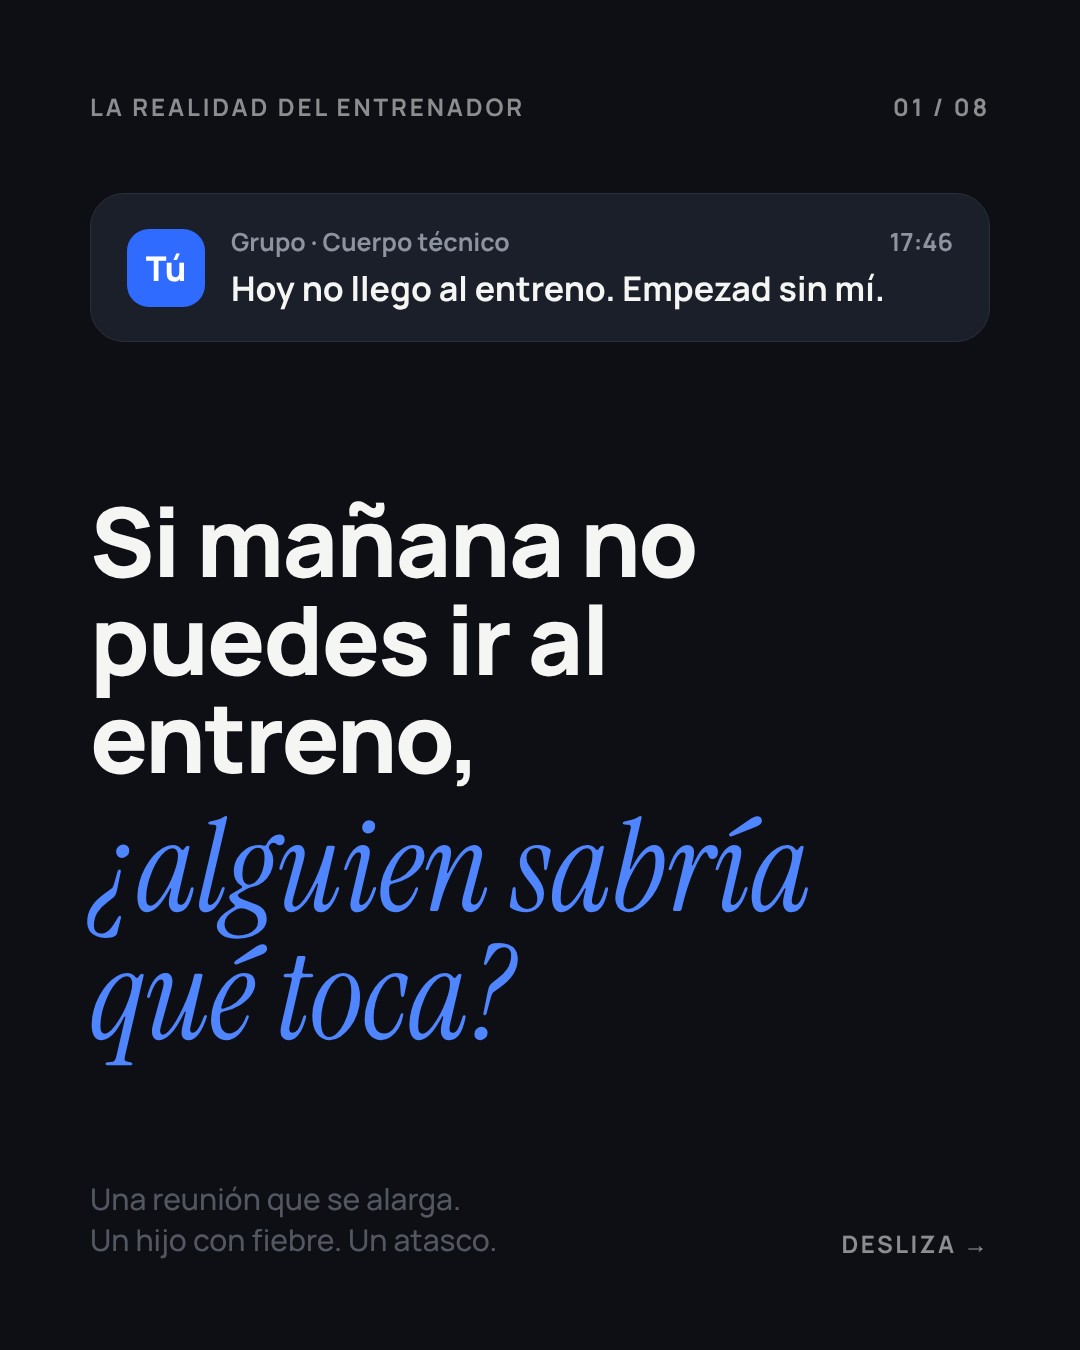 LA REALIDAD DEL ENTRENADOR
01 / 08
Tú
Grupo · Cuerpo técnico
17:46
Hoy no llego al entreno. Empezad sin mí.
Si mañana no
puedes ir al
entreno,
¿alguien sabría
qué toca?
Una reunión que se alarga.
Un hijo con fiebre. Un atasco.
DESLIZA →